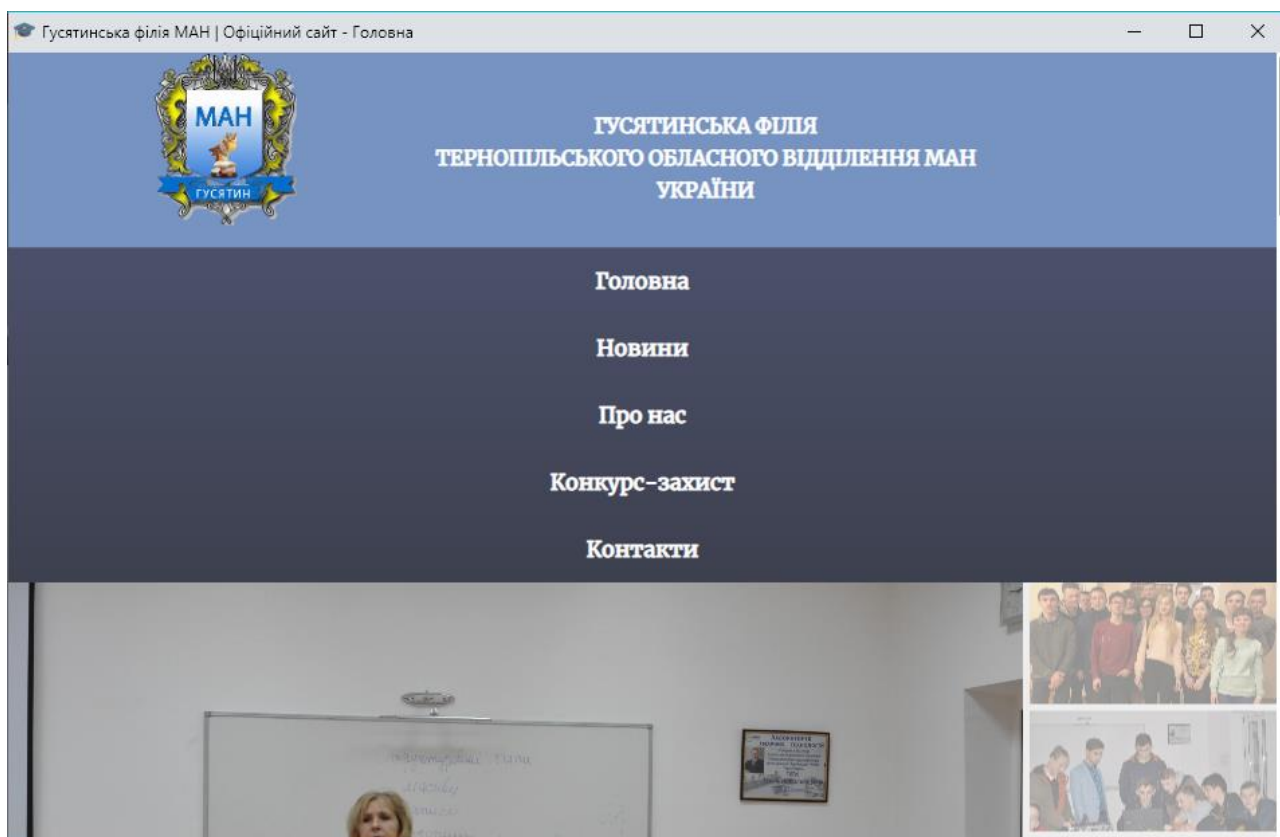 Гусятинська філія МАН | Офіційний сайт - Головна
МАН
ГУСЯТИН
ГУСЯТИНСЬКА ФІЛІЯ
ТЕРНОПІЛЬСЬКОГО ОБЛАСНОГО ВІДДІЛЕННЯ МАН
УКРАЇНИ
Головна
Новини
Про нас
Конкурс-захист
Контакти